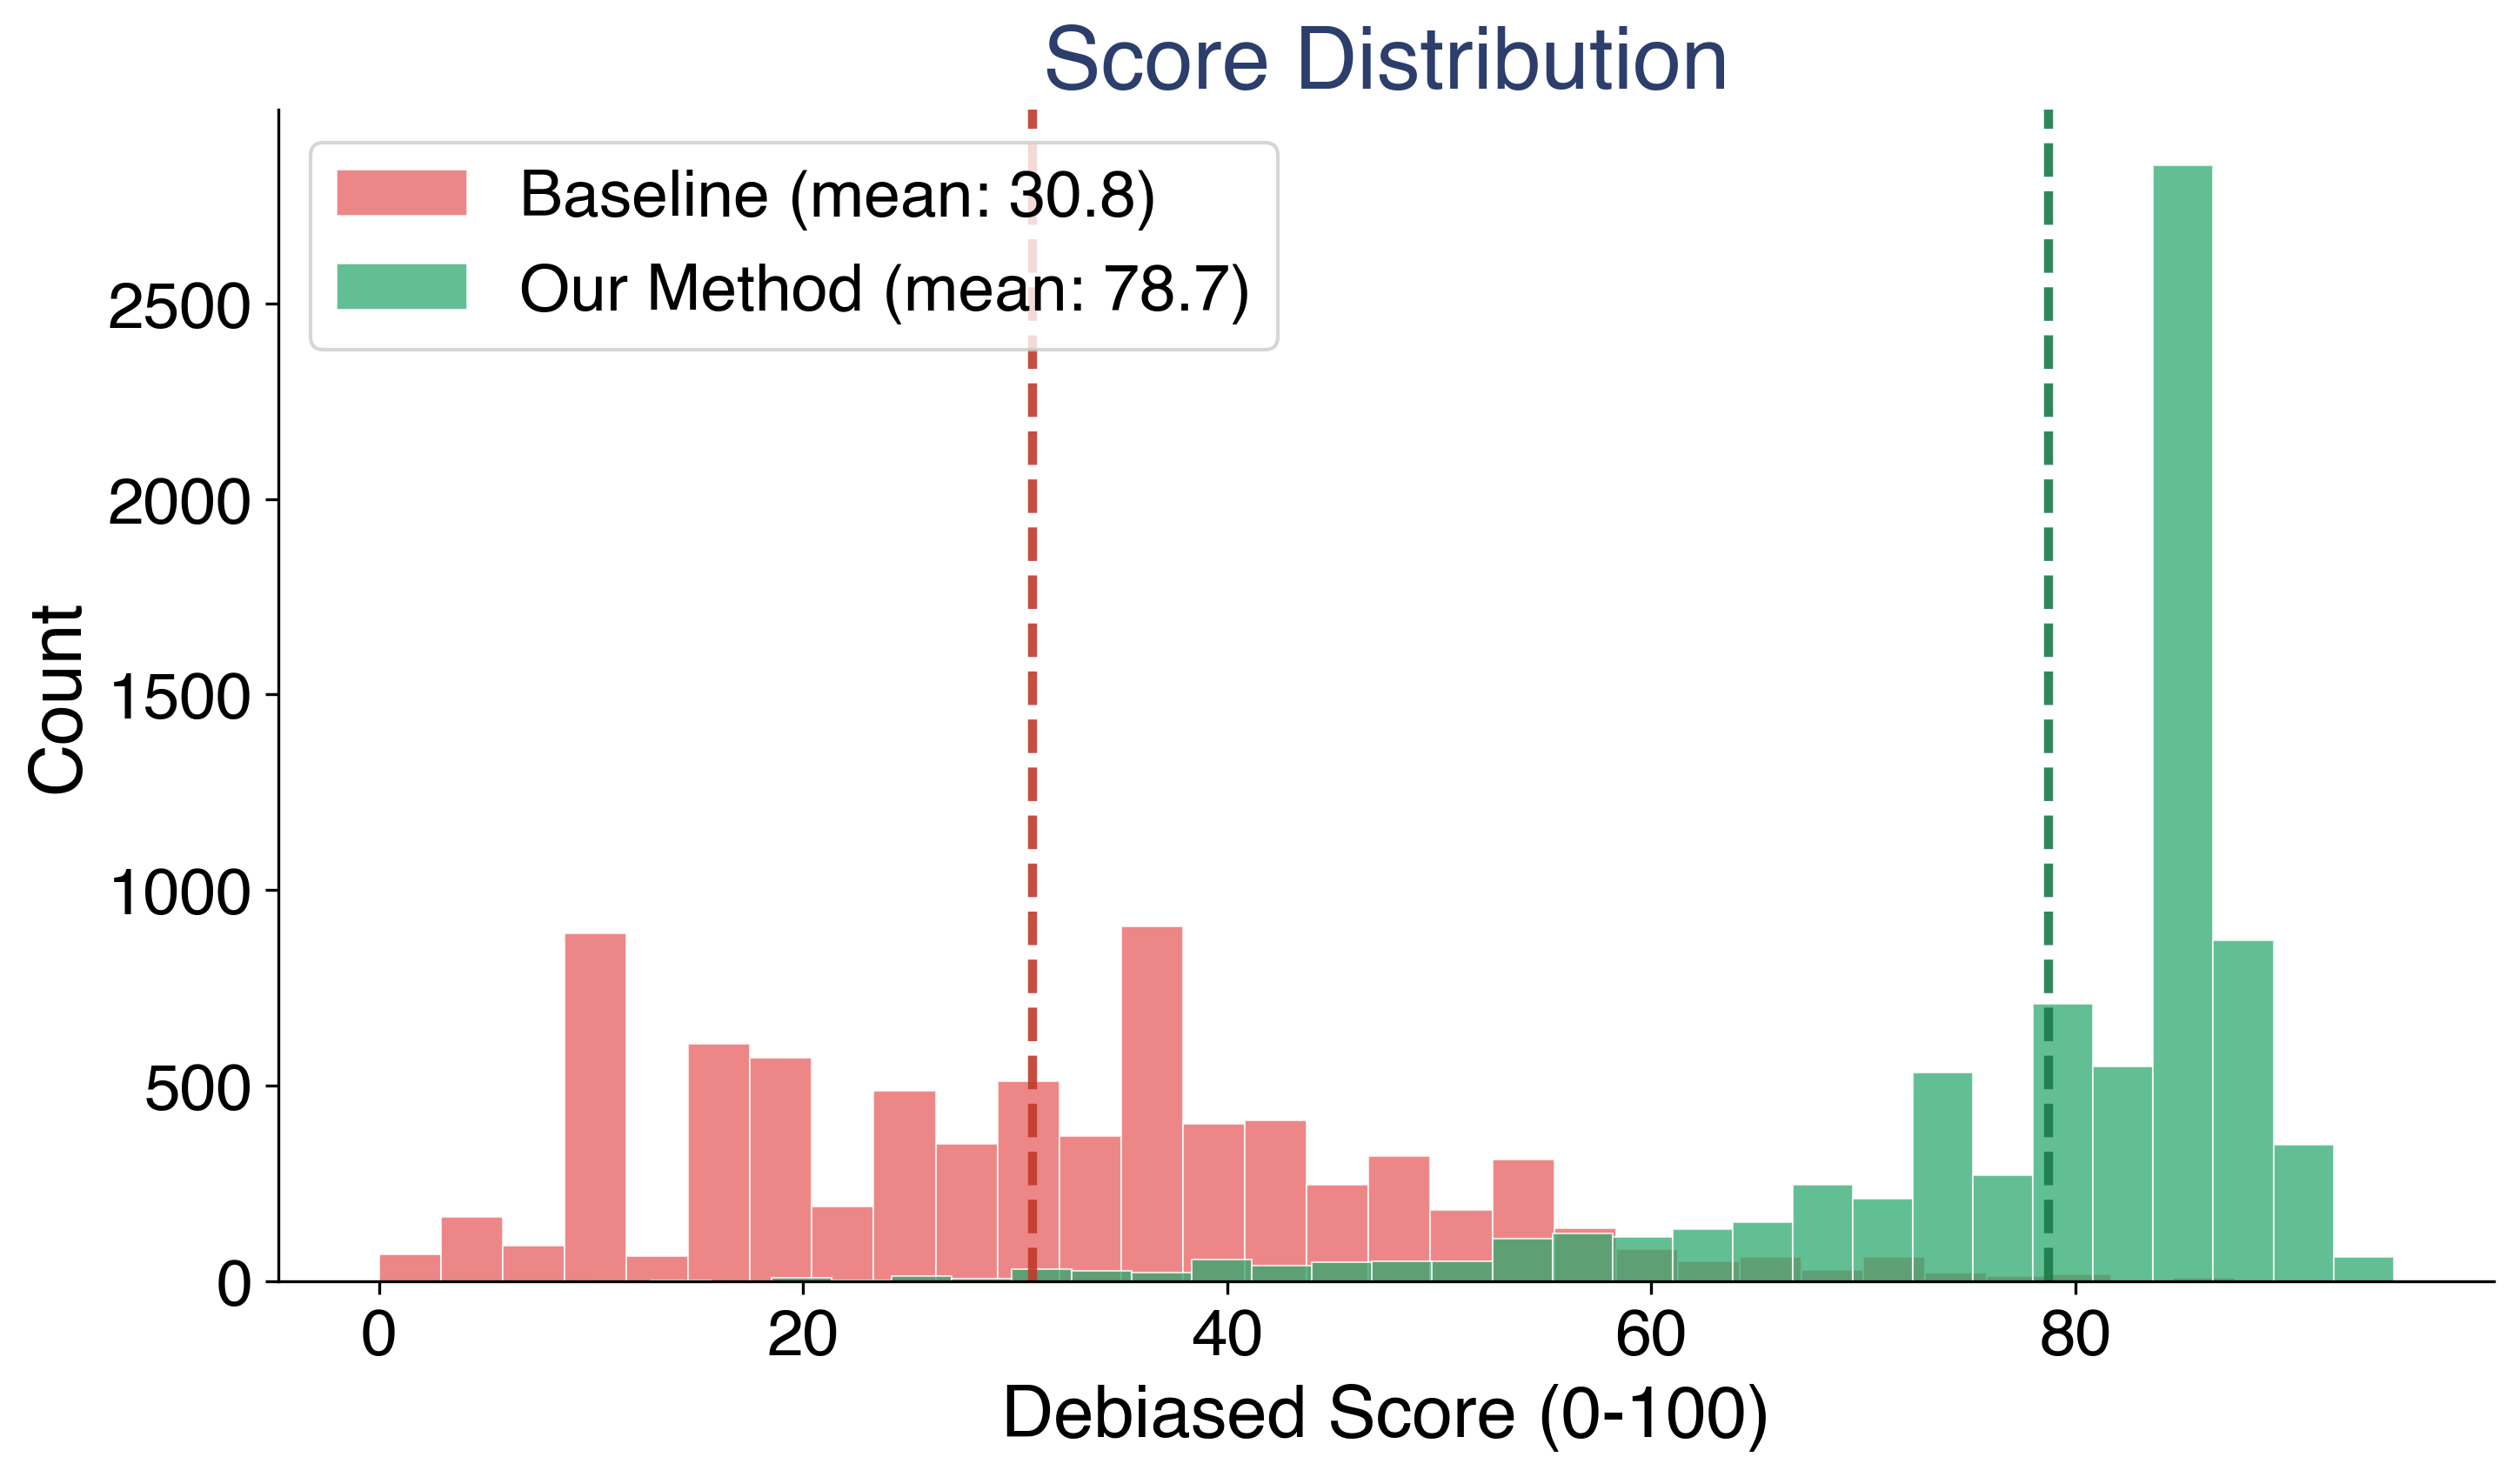 Score Distribution
Baseline (mean: 30.8)
Our Method (mean: 78.7)
Count
2500
2000
1500
1000
500
0
0 20 40 60 80
Debiased Score (0-100)